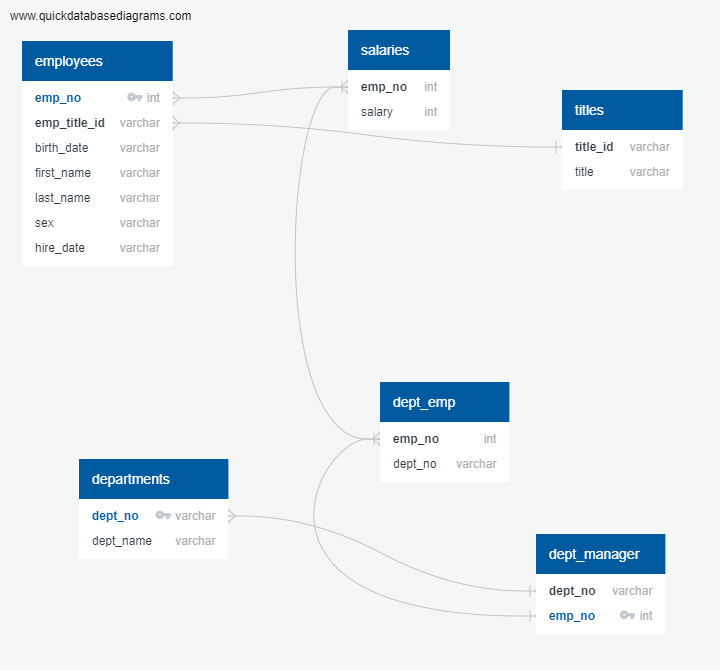 www.quickdatabasediagrams.com
employees
emp_no int
emp_title_id varchar
birth_date varchar
first_name varchar
last_name varchar
sex varchar
hire_date varchar
salaries
emp_no int
salary int
titles
title_id varchar
title varchar
dept_emp
emp_no int
dept_no varchar
departments
dept_no varchar
dept_name varchar
dept_manager
dept_no varchar
emp_no int